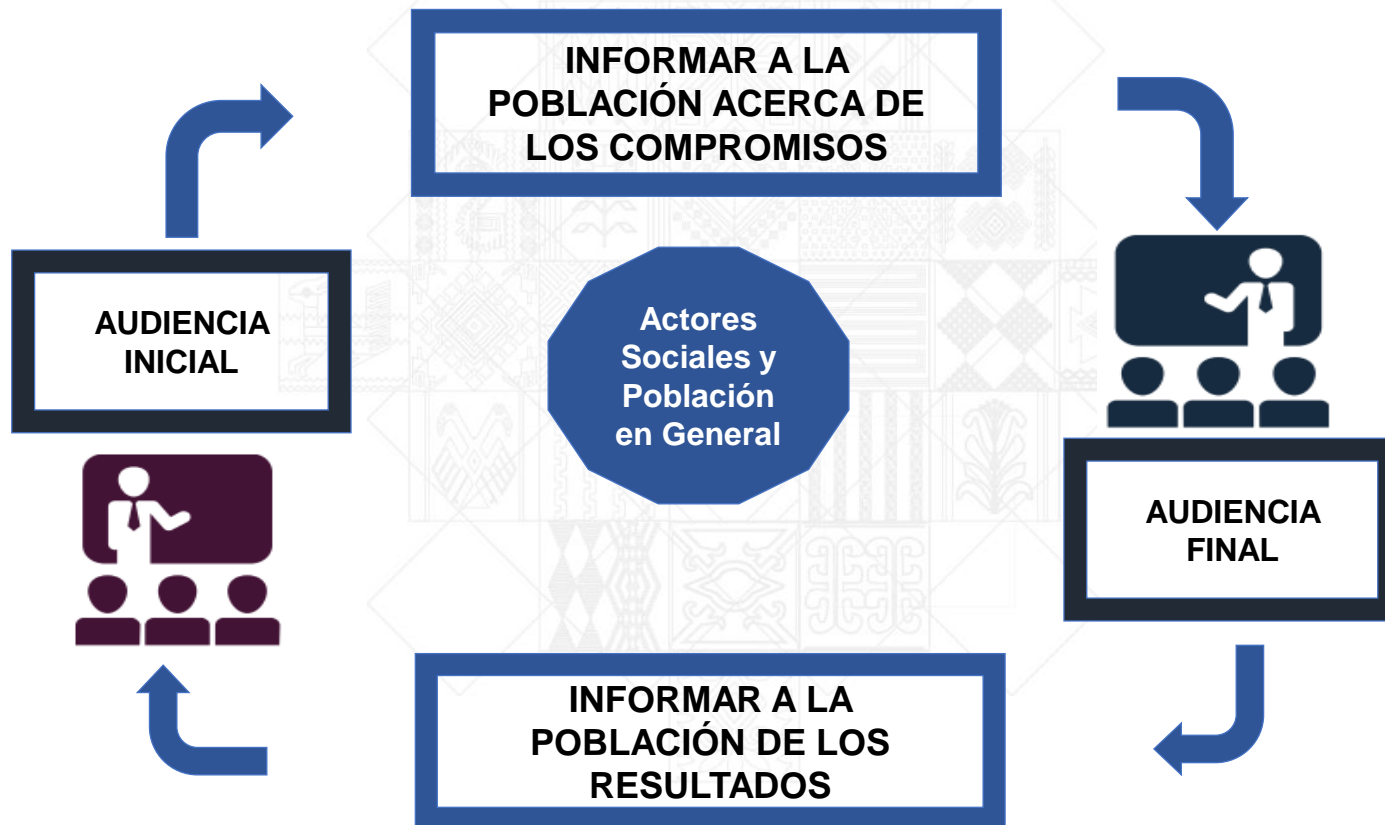 INFORMAR A LA
POBLACIÓN ACERCA DE
LOS COMPROMISOS
AUDIENCIA
INICIAL
Actores
Sociales y
Población
en General
AUDIENCIA
FINAL
INFORMAR A LA
POBLACIÓN DE LOS
RESULTADOS